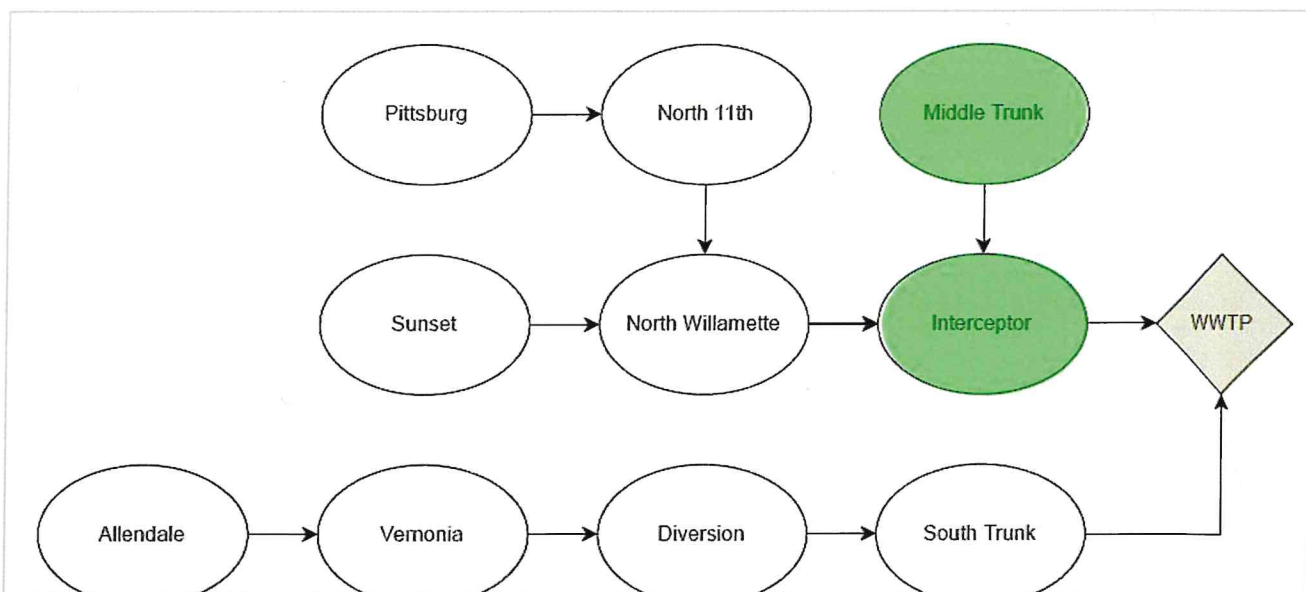 Pittsburg
North 11th
Middle Trunk
Sunset
North Willamette
Interceptor
WWTP
Allendale
Vernonia
Diversion
South Trunk